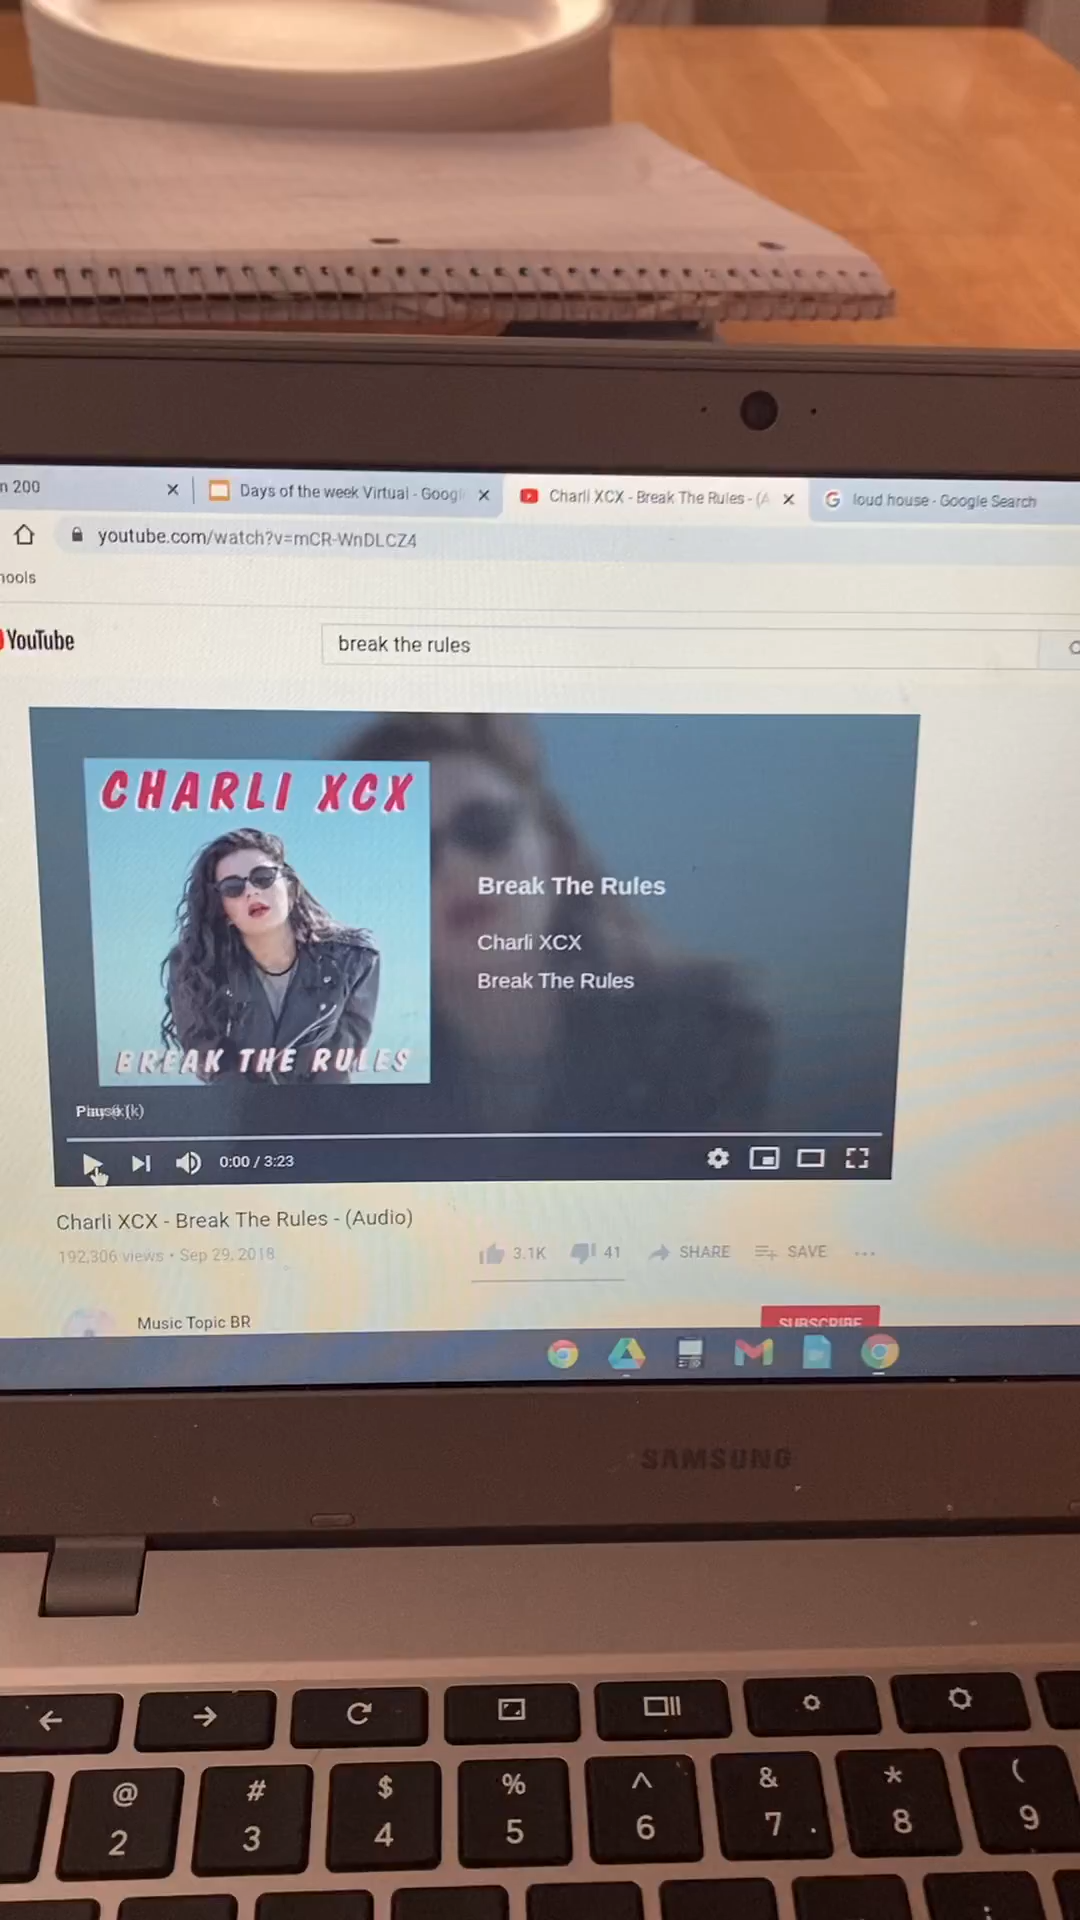 n 200
Days of the week Virtual - Googl
Charli XCX - Break The Rules - (A
loud house - Google Search
youtube.com/watch?v=mCR-WnDLCZ4
hools
YouTube
break the rules
CHARLI XCX
BREAK THE RULES
Break The Rules
Charli XCX
Break The Rules
(k)
0:00 / 3:23
Charli XCX - Break The Rules - (Audio)
192,306 views • Sep 29, 2018
3.1K
41
SHARE
SAVE
Music Topic BR
SUBSCRIBE
SAMSUNG
@ # $ % ^ & * (
2 3 4 5 6 7 8 9